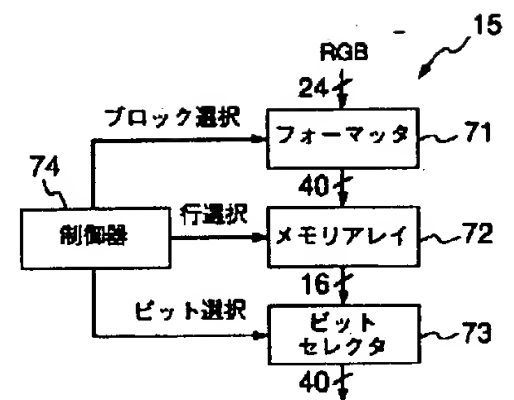 15
RGB
24
ブロック選択
フォーマッタ
71
74
40
制御器
行選択
メモリアレイ
72
16
ビット選択
ビット
セレクタ
73
40